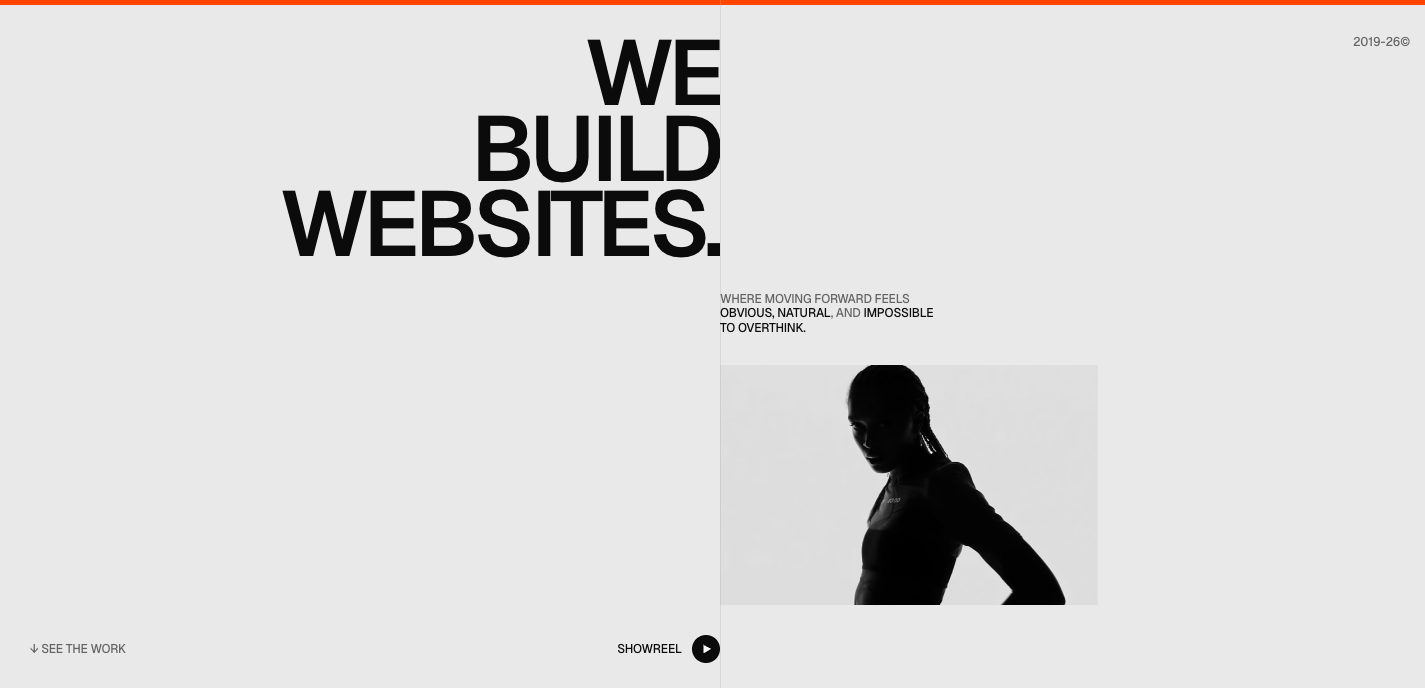 WE
BUILD
WEBSITES.
2019-26©
WHERE MOVING FORWARD FEELS
OBVIOUS, NATURAL, AND IMPOSSIBLE
TO OVERTHINK.
↓ SEE THE WORK
SHOWREEL